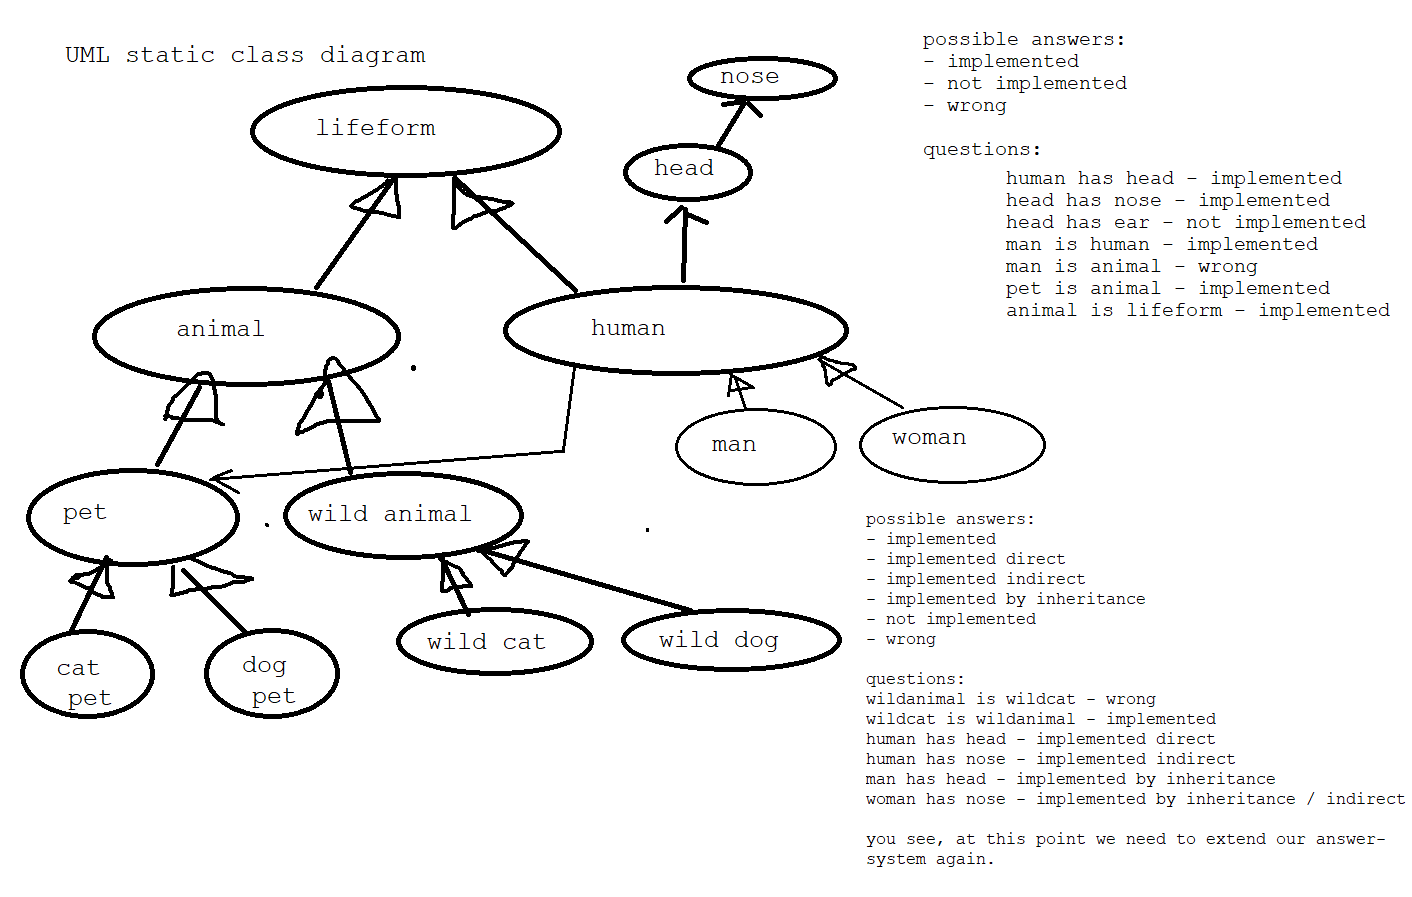 UML static class diagram
lifeform
nose
head
animal
human
man
woman
pet
wild animal
cat
pet
dog
pet
wild cat
wild dog
possible answers:
- implemented
- not implemented
- wrong
questions:
human has head - implemented
head has nose - implemented
head has ear - not implemented
man is human - implemented
man is animal - wrong
pet is animal - implemented
animal is lifeform - implemented
possible answers:
- implemented
- implemented direct
- implemented indirect
- implemented by inheritance
- not implemented
- wrong
questions:
wildanimal is wildcat - wrong
wildcat is wildanimal - implemented
human has head - implemented direct
human has nose - implemented indirect
man has head - implemented by inheritance
woman has nose - implemented by inheritance / indirect
you see, at this point we need to extend our answer-
system again.